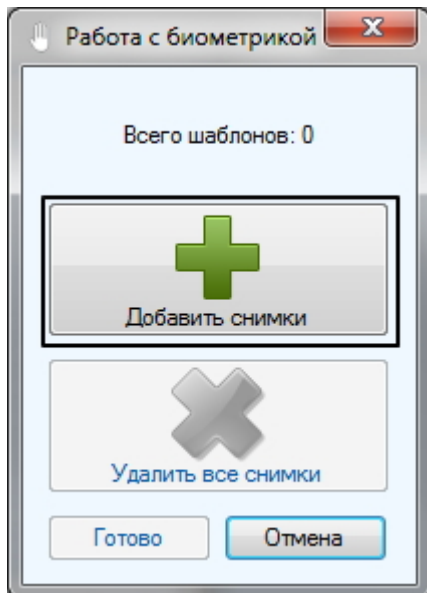 Работа с биометрикой
Всего шаблонов: 0
Добавить снимки
Удалить все снимки
Готово
Отмена